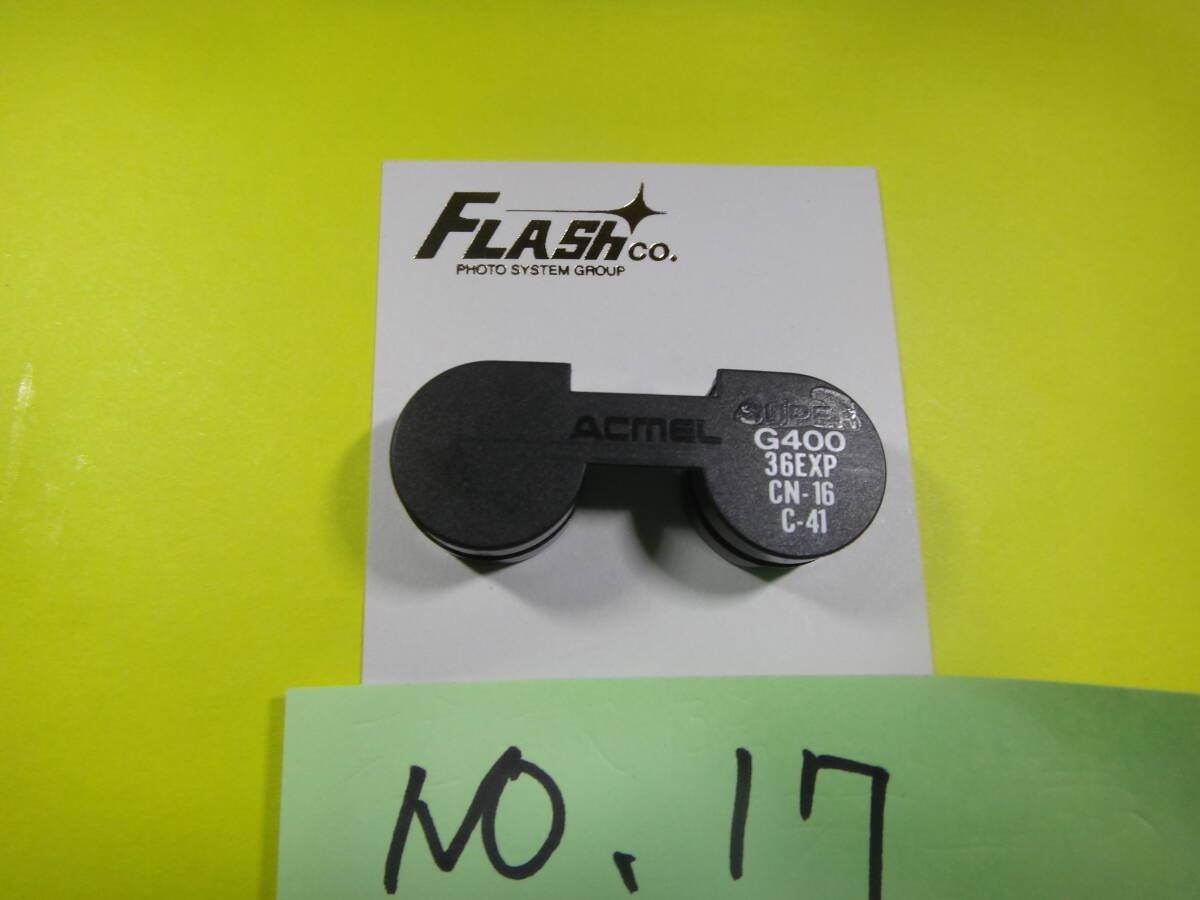 FLASh CO.
PHOTO SYSTEM GROUP
ACMEL
SUPER
G400
36EXP
CN-16
C-41
NO. 17